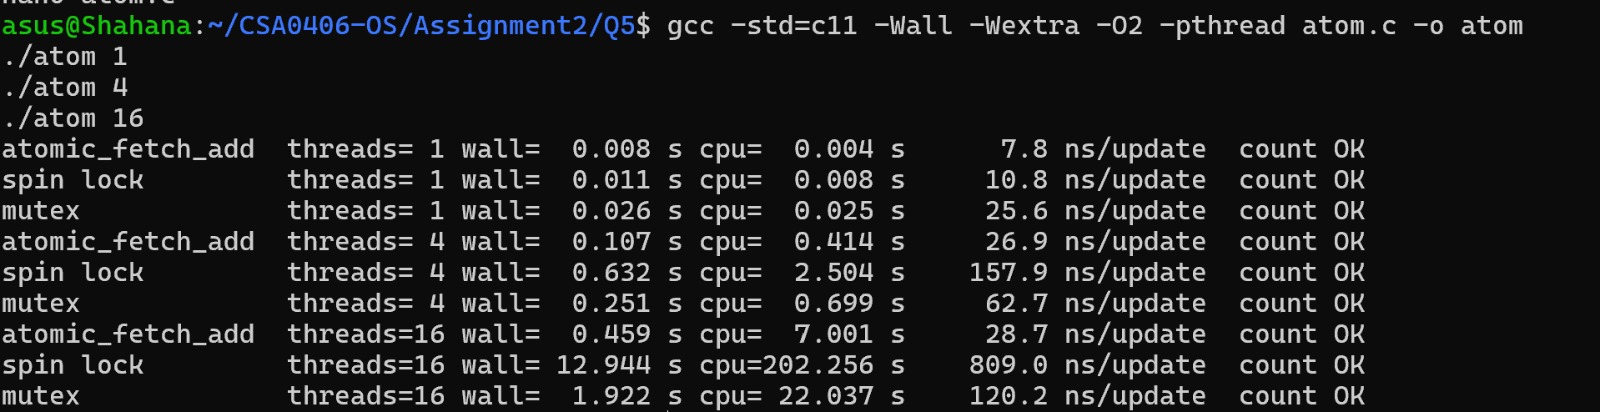 nano atom.c
asus@Shahana:~/CSA0406-OS/Assignment2/Q5$ gcc -std=c11 -Wall -Wextra -O2 -pthread atom.c -o atom
./atom 1
./atom 4
./atom 16
atomic_fetch_add  threads= 1 wall=  0.008 s cpu=  0.004 s      7.8 ns/update  count OK
spin lock         threads= 1 wall=  0.011 s cpu=  0.008 s     10.8 ns/update  count OK
mutex             threads= 1 wall=  0.026 s cpu=  0.025 s     25.6 ns/update  count OK
atomic_fetch_add  threads= 4 wall=  0.107 s cpu=  0.414 s     26.9 ns/update  count OK
spin lock         threads= 4 wall=  0.632 s cpu=  2.504 s    157.9 ns/update  count OK
mutex             threads= 4 wall=  0.251 s cpu=  0.699 s     62.7 ns/update  count OK
atomic_fetch_add  threads=16 wall=  0.459 s cpu=  7.001 s     28.7 ns/update  count OK
spin lock         threads=16 wall= 12.944 s cpu=202.256 s    809.0 ns/update  count OK
mutex             threads=16 wall=  1.922 s cpu= 22.037 s    120.2 ns/update  count OK